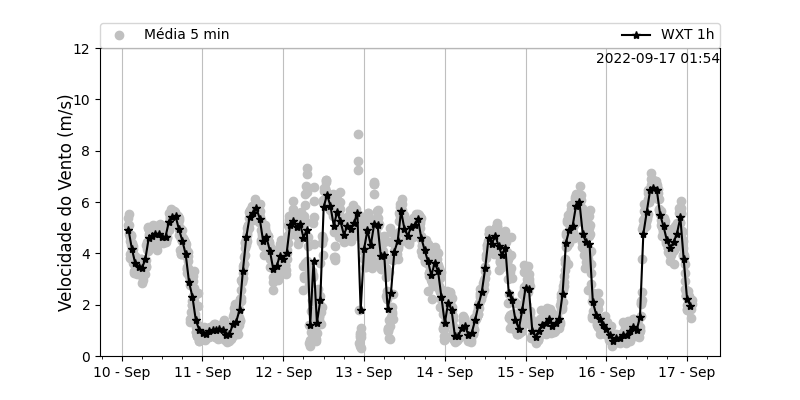 Média 5 min WXT 1h
2022-09-17 01:54
Velocidade do Vento (m/s)
12
10
8
6
4
2
0
10 - Sep 11 - Sep 12 - Sep 13 - Sep 14 - Sep 15 - Sep 16 - Sep 17 - Sep